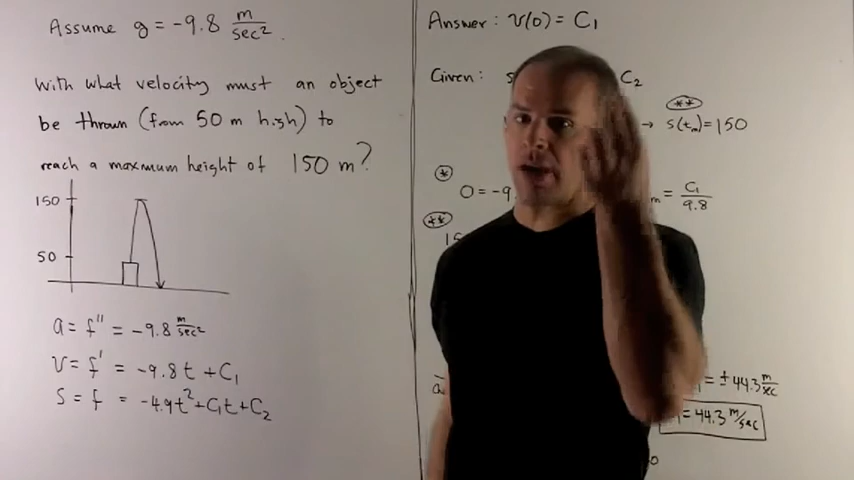 Assume g = -9.8 m/sec².
With what velocity must an object
be thrown (from 50 m high) to
reach a maximum height of 150 m?
150
50
a = f'' = -9.8 m/sec²
v = f' = -9.8t + C₁
s = f = -4.9t² + C₁t + C₂
Answer: v(0) = C₁
Given: s C₂
(**)
→ s(tₘ) = 150
(*)
0 = -9 m = C₁/9.8
(**)
15
= ± 44.3 m/sec
= 44.3 m/sec